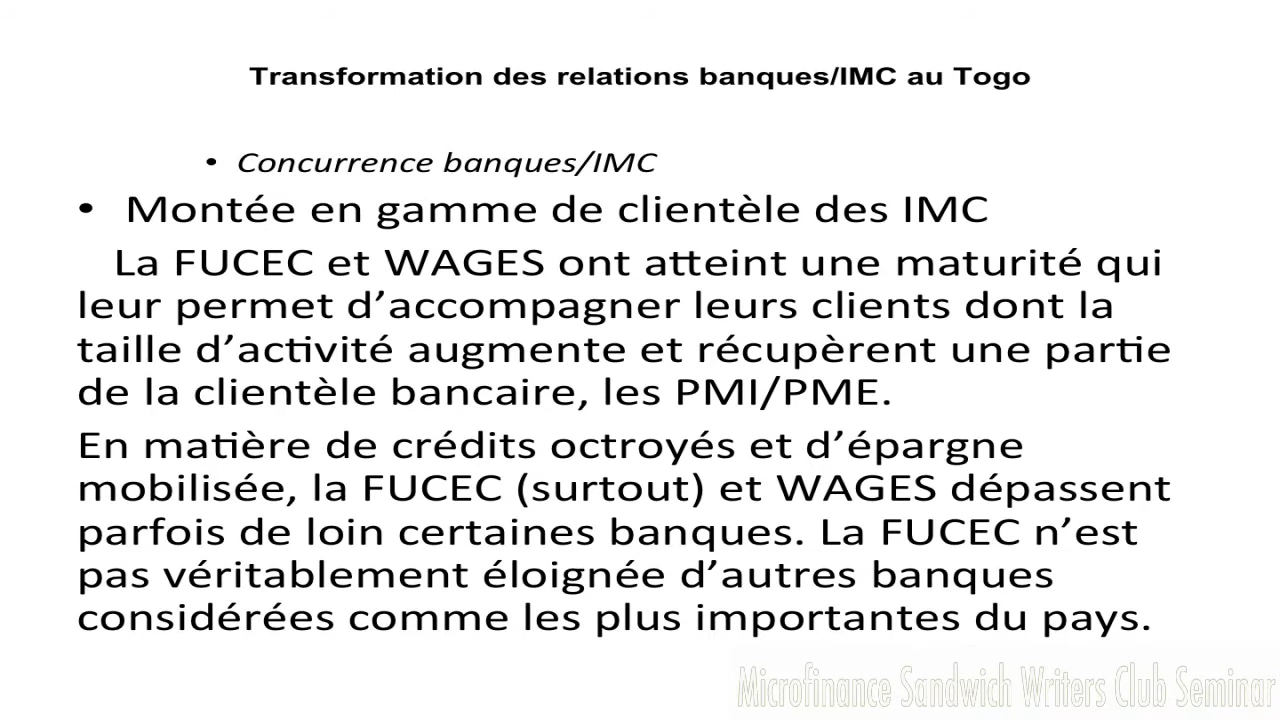 Transformation des relations banques/IMC au Togo
• Concurrence banques/IMC
• Montée en gamme de clientèle des IMC
La FUCEC et WAGES ont atteint une maturité qui
leur permet d’accompagner leurs clients dont la
taille d’activité augmente et récupèrent une partie
de la clientèle bancaire, les PMI/PME.
En matière de crédits octroyés et d’épargne
mobilisée, la FUCEC (surtout) et WAGES dépassent
parfois de loin certaines banques. La FUCEC n’est
pas véritablement éloignée d’autres banques
considérées comme les plus importantes du pays.
Microfinance Sandwich Writers Club Seminar